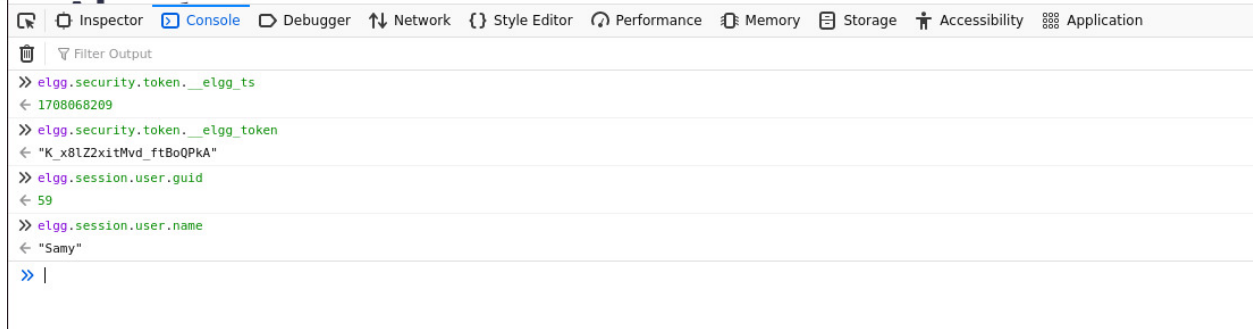 Inspector Console Debugger Network {} Style Editor Performance Memory Storage Accessibility Application
Filter Output
>> elgg.security.token.__elgg_ts
← 1708068209
>> elgg.security.token.__elgg_token
← "K_x8lZ2xitMvd_ftBoQPkA"
>> elgg.session.user.guid
← 59
>> elgg.session.user.name
← "Samy"
>>